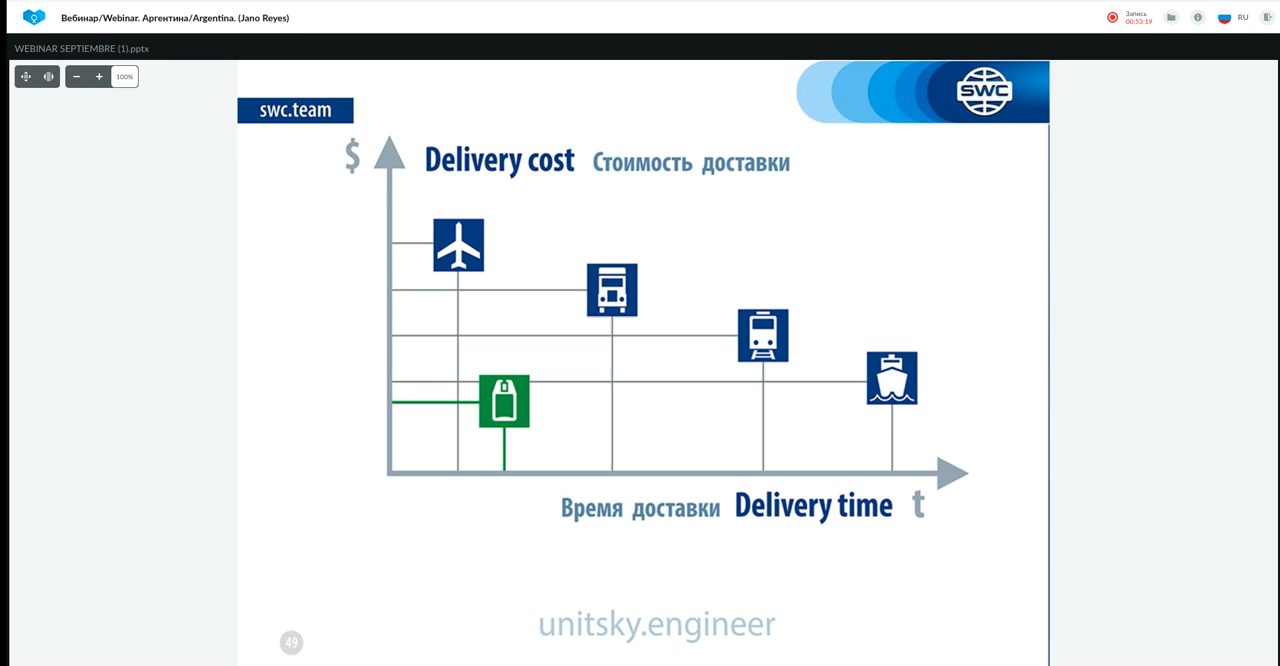 Вебинар/Webinar. Аргентина/Argentina. (Jano Reyes)
Запись
00:53:19
RU
WEBINAR SEPTIEMBRE (1).pptx
100%
swc.team
SWC
$
Delivery cost Стоимость доставки
Время доставки Delivery time t
unitsky.engineer
49